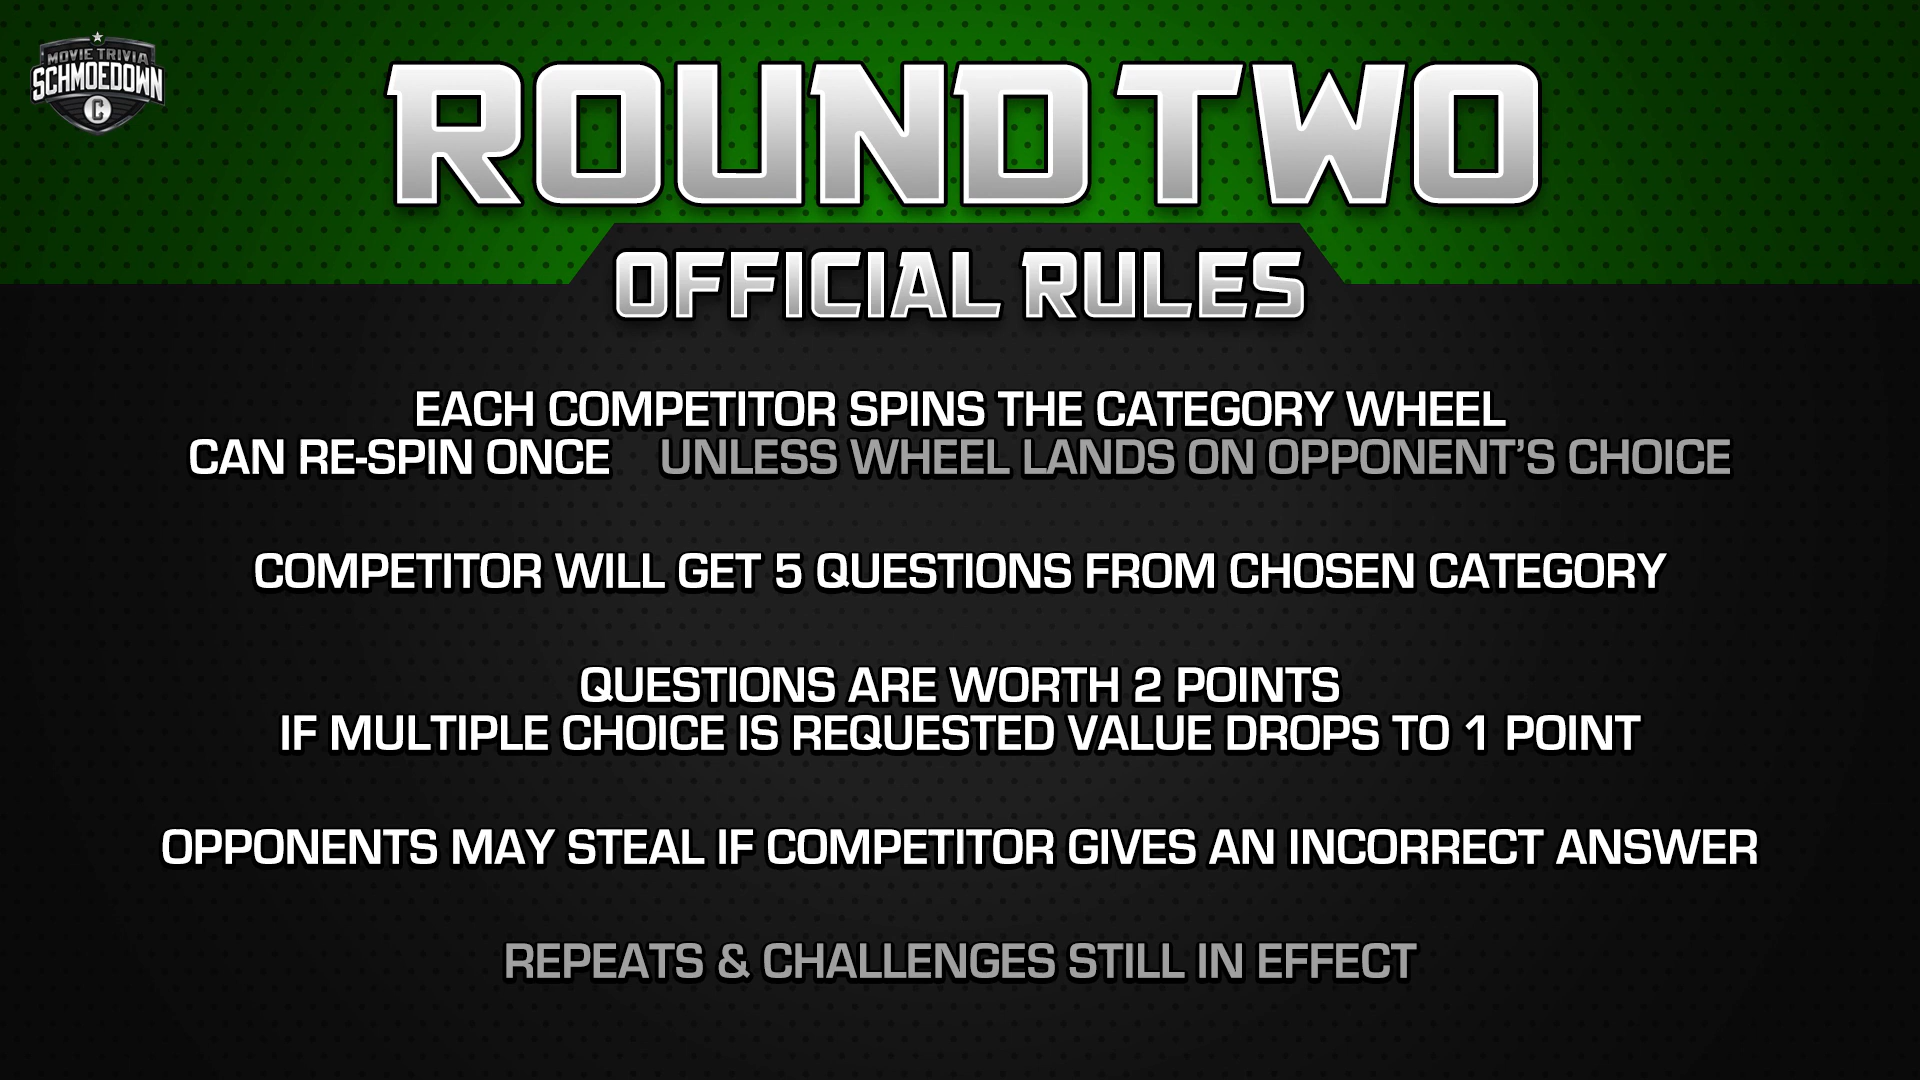 MOVIE TRIVIA
SCHMOEDOWN
C
ROUND TWO
OFFICIAL RULES
EACH COMPETITOR SPINS THE CATEGORY WHEEL
CAN RE-SPIN ONCE UNLESS WHEEL LANDS ON OPPONENT'S CHOICE
COMPETITOR WILL GET 5 QUESTIONS FROM CHOSEN CATEGORY
QUESTIONS ARE WORTH 2 POINTS
IF MULTIPLE CHOICE IS REQUESTED VALUE DROPS TO 1 POINT
OPPONENTS MAY STEAL IF COMPETITOR GIVES AN INCORRECT ANSWER
REPEATS & CHALLENGES STILL IN EFFECT